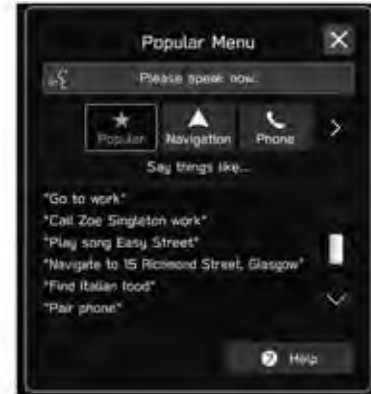 Popular Menu
Please speak now.
Popular
Navigation
Phone
Say things like...
"Go to work"
"Call Zoe Singleton work"
"Play song Easy Street"
"Navigate to 15 Richmond Street, Glasgow"
"Find Italian food"
"Pair phone"
Help